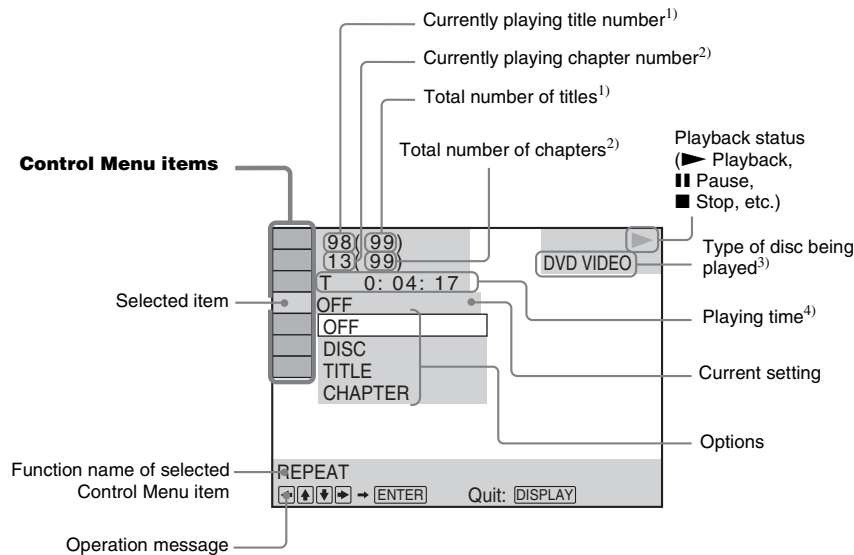 Currently playing title number1)
Currently playing chapter number2)
Total number of titles1)
Total number of chapters2)
Playback status
(► Playback,
❚❚ Pause,
■ Stop, etc.)
Control Menu items
98( 99)
13( 99)
►
DVD VIDEO
Type of disc being
played3)
T 0: 04: 17
Selected item
OFF
Playing time4)
OFF
DISC
TITLE
CHAPTER
Current setting
Options
Function name of selected
Control Menu item
REPEAT
←↑↓→ → ENTER Quit: DISPLAY
Operation message